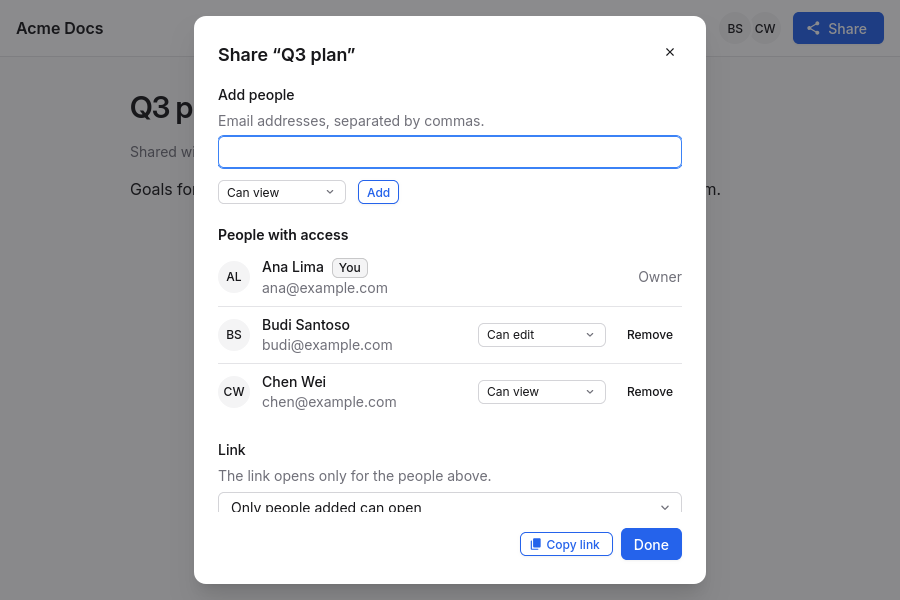 Acme Docs
BS CW Share
Share “Q3 plan”
Add people
Email addresses, separated by commas.
Can view Add
People with access
AL Ana Lima You
ana@example.com
Owner
BS Budi Santoso
budi@example.com
Can edit Remove
CW Chen Wei
chen@example.com
Can view Remove
Link
The link opens only for the people above.
Only people added can open
Copy link Done
Q3 p
Shared wi
Goals for
m.